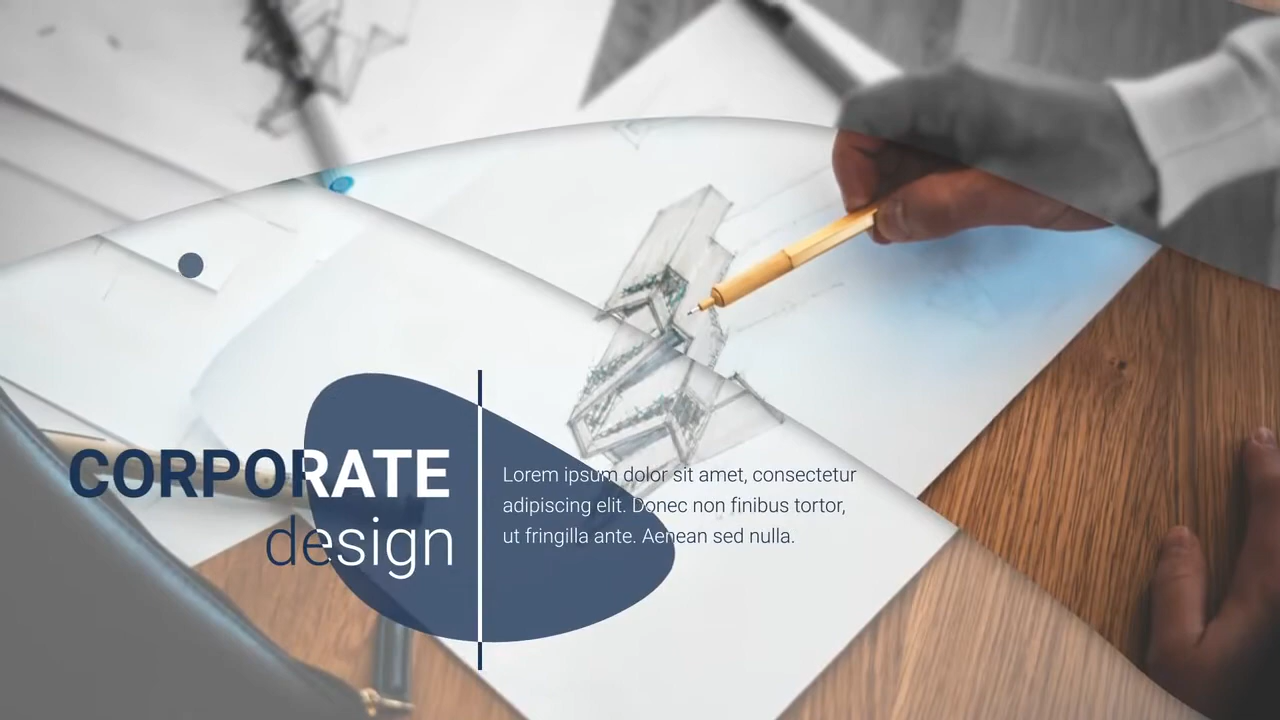 CORPORATE
design
Lorem ipsum dolor sit amet, consectetur
adipiscing elit. Donec non finibus tortor,
ut fringilla ante. Aenean sed nulla.